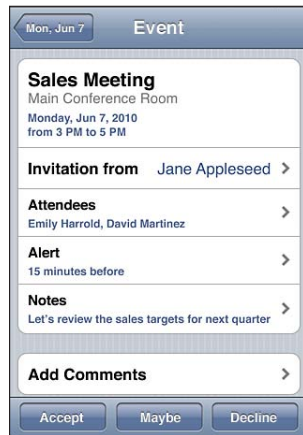 Mon, Jun 7
Event
Sales Meeting
Main Conference Room
Monday, Jun 7, 2010
from 3 PM to 5 PM
Invitation from Jane Appleseed
Attendees
Emily Harrold, David Martinez
Alert
15 minutes before
Notes
Let's review the sales targets for next quarter
Add Comments
Accept Maybe Decline